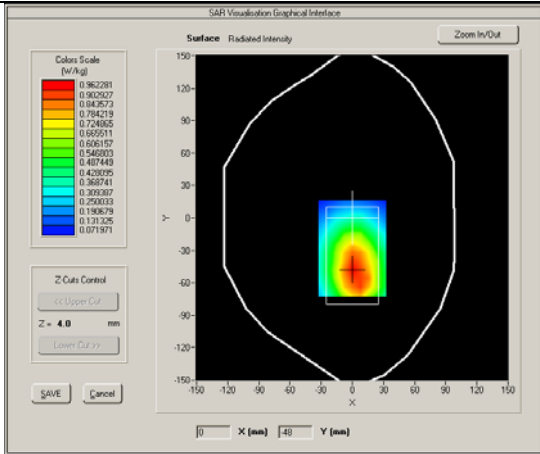 SAR Visualisation Graphical Interface
Surface Radiated Intensity
Zoom In/Out
Colors Scale
(W/kg)
0.962281
0.902927
0.843573
0.784219
0.724865
0.665511
0.606157
0.546803
0.487449
0.428095
0.368741
0.309387
0.250033
0.190679
0.131325
0.071971
Z-Cuts Control
<< Upper Cut
Z = 4.0 mm
Lower Cut >>
SAVE Cancel
150
120
90
60
30
0
-30
-60
-90
-120
-150
Y
-150 -120 -90 -60 -30 0 30 60 90 120 150
X
0 X (mm) -48 Y (mm)